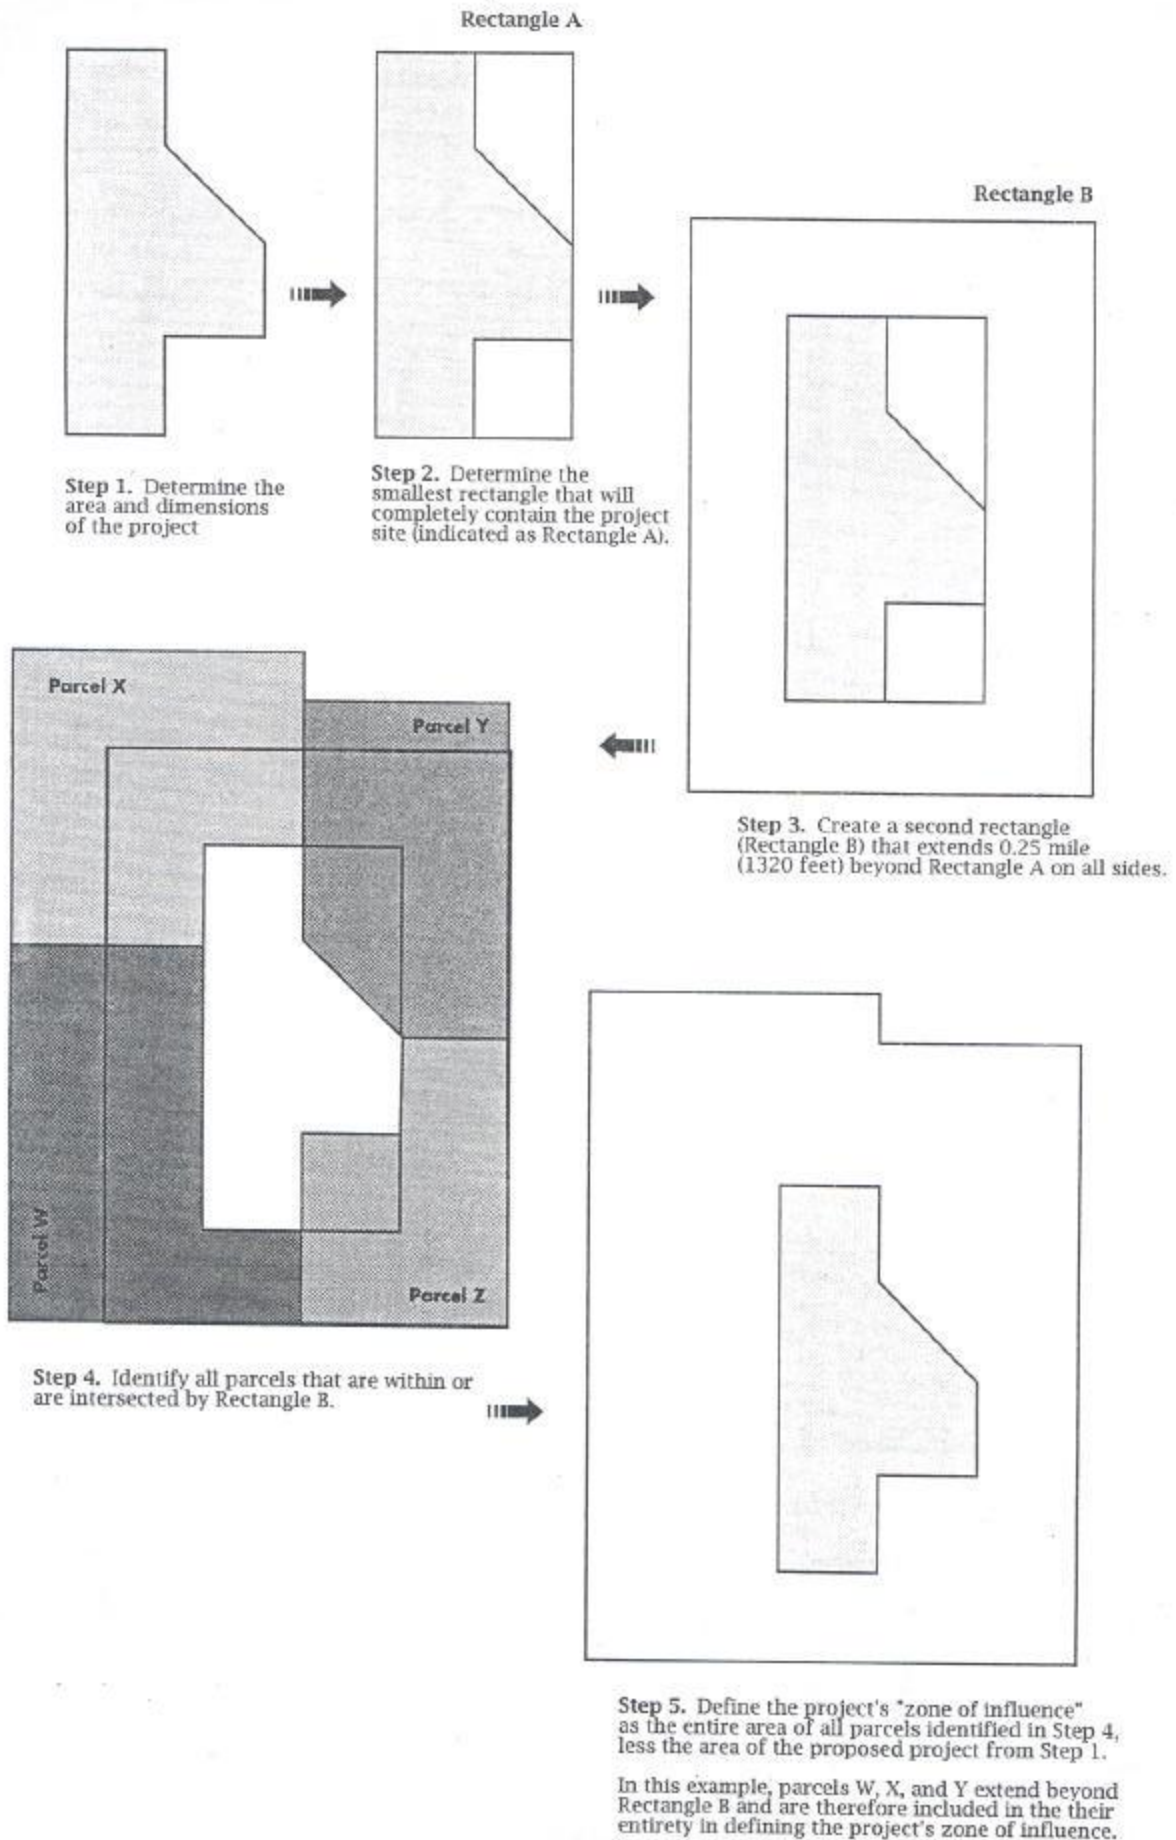 Rectangle A
Rectangle B
Step 1. Determine the
area and dimensions
of the project
Step 2. Determine the
smallest rectangle that will
completely contain the project
site (indicated as Rectangle A).
Step 3. Create a second rectangle
(Rectangle B) that extends 0.25 mile
(1320 feet) beyond Rectangle A on all sides.
Parcel X
Parcel Y
Parcel W
Parcel Z
Step 4. Identify all parcels that are within or
are intersected by Rectangle B.
Step 5. Define the project's "zone of influence"
as the entire area of all parcels identified in Step 4,
less the area of the proposed project from Step 1.
In this example, parcels W, X, and Y extend beyond
Rectangle B and are therefore included in the their
entirety in defining the project's zone of influence.